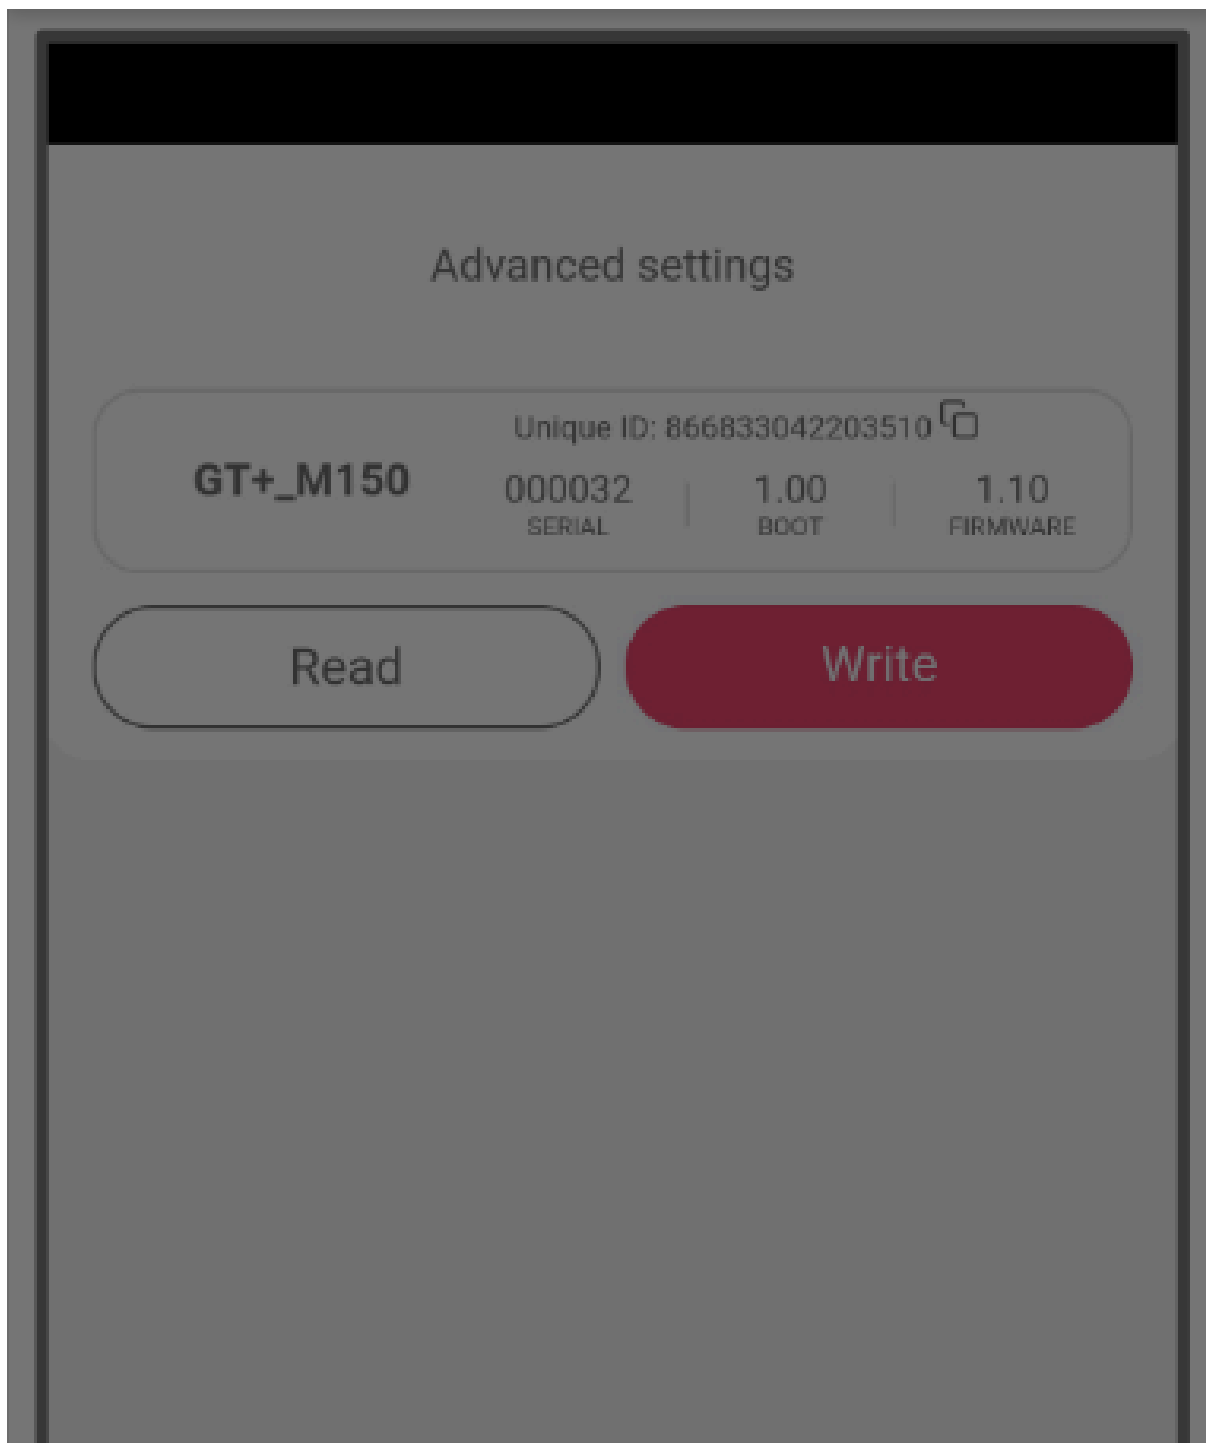 Advanced settings
Unique ID: 866833042203510
GT+_M150
000032
1.00
1.10
SERIAL
BOOT
FIRMWARE
Read
Write